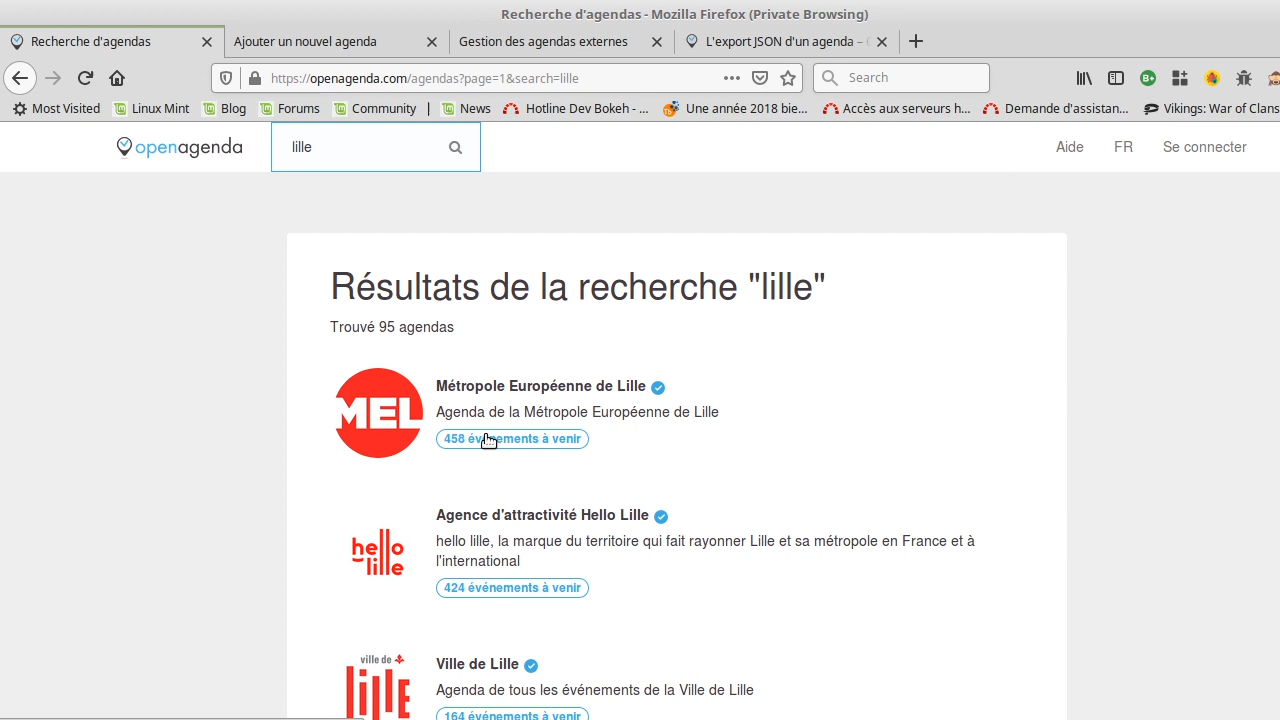 Recherche d'agendas - Mozilla Firefox (Private Browsing)
Recherche d'agendas
Ajouter un nouvel agenda
Gestion des agendas externes
L'export JSON d'un agenda –
https://openagenda.com/agendas?page=1&search=lille
Search
Most Visited
Linux Mint
Blog
Forums
Community
|
News
Hotline Dev Bokeh - ...
Une année 2018 bie...
Accès aux serveurs h...
Demande d'assistan...
Vikings: War of Clans
openagenda
lille
Aide
FR
Se connecter
Résultats de la recherche "lille"
Trouvé 95 agendas
MEL
Métropole Européenne de Lille
Agenda de la Métropole Européenne de Lille
458 événements à venir
hello
lille
Agence d'attractivité Hello Lille
hello lille, la marque du territoire qui fait rayonner Lille et sa métropole en France et à
l'international
424 événements à venir
ville de
lille
Ville de Lille
Agenda de tous les événements de la Ville de Lille
164 événements à venir